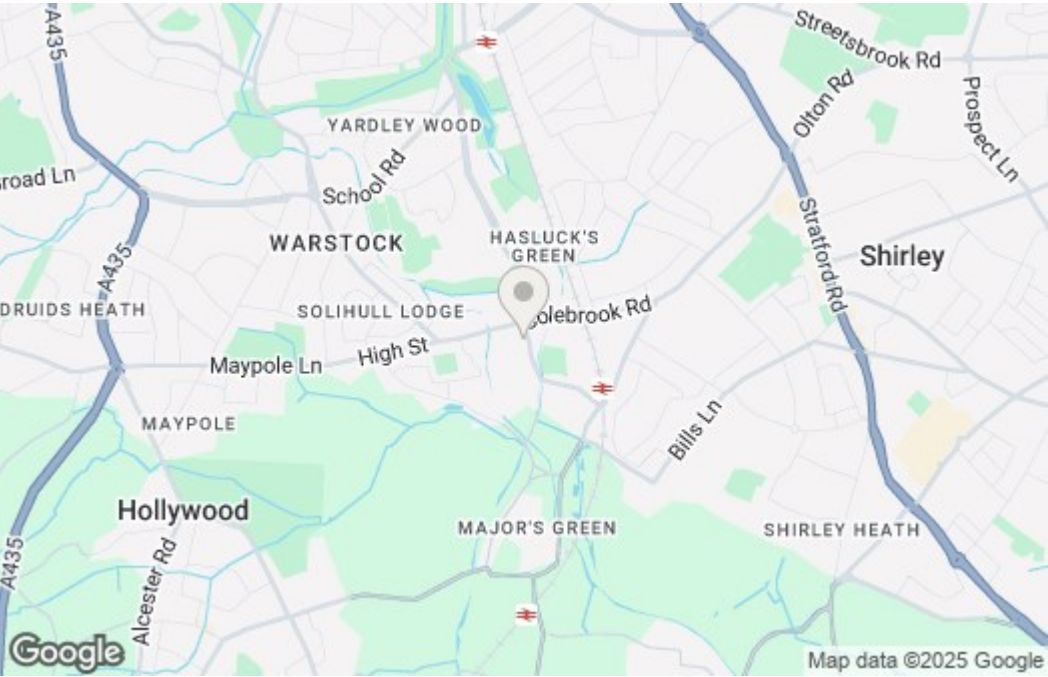 A435
Streetsbrook Rd
Olton Rd
Prospect Ln
YARDLEY WOOD
School Rd
Ln
WARSTOCK
HASLUCK'S
GREEN
Stratford Rd
Shirley
A435
DRUIDS HEATH
SOLIHULL LODGE
olebrook Rd
High St
Maypole Ln
MAYPOLE
Bills Ln
Hollywood
MAJOR'S GREEN
SHIRLEY HEATH
A435
Alcester Rd
Google
Map data ©2025 Google